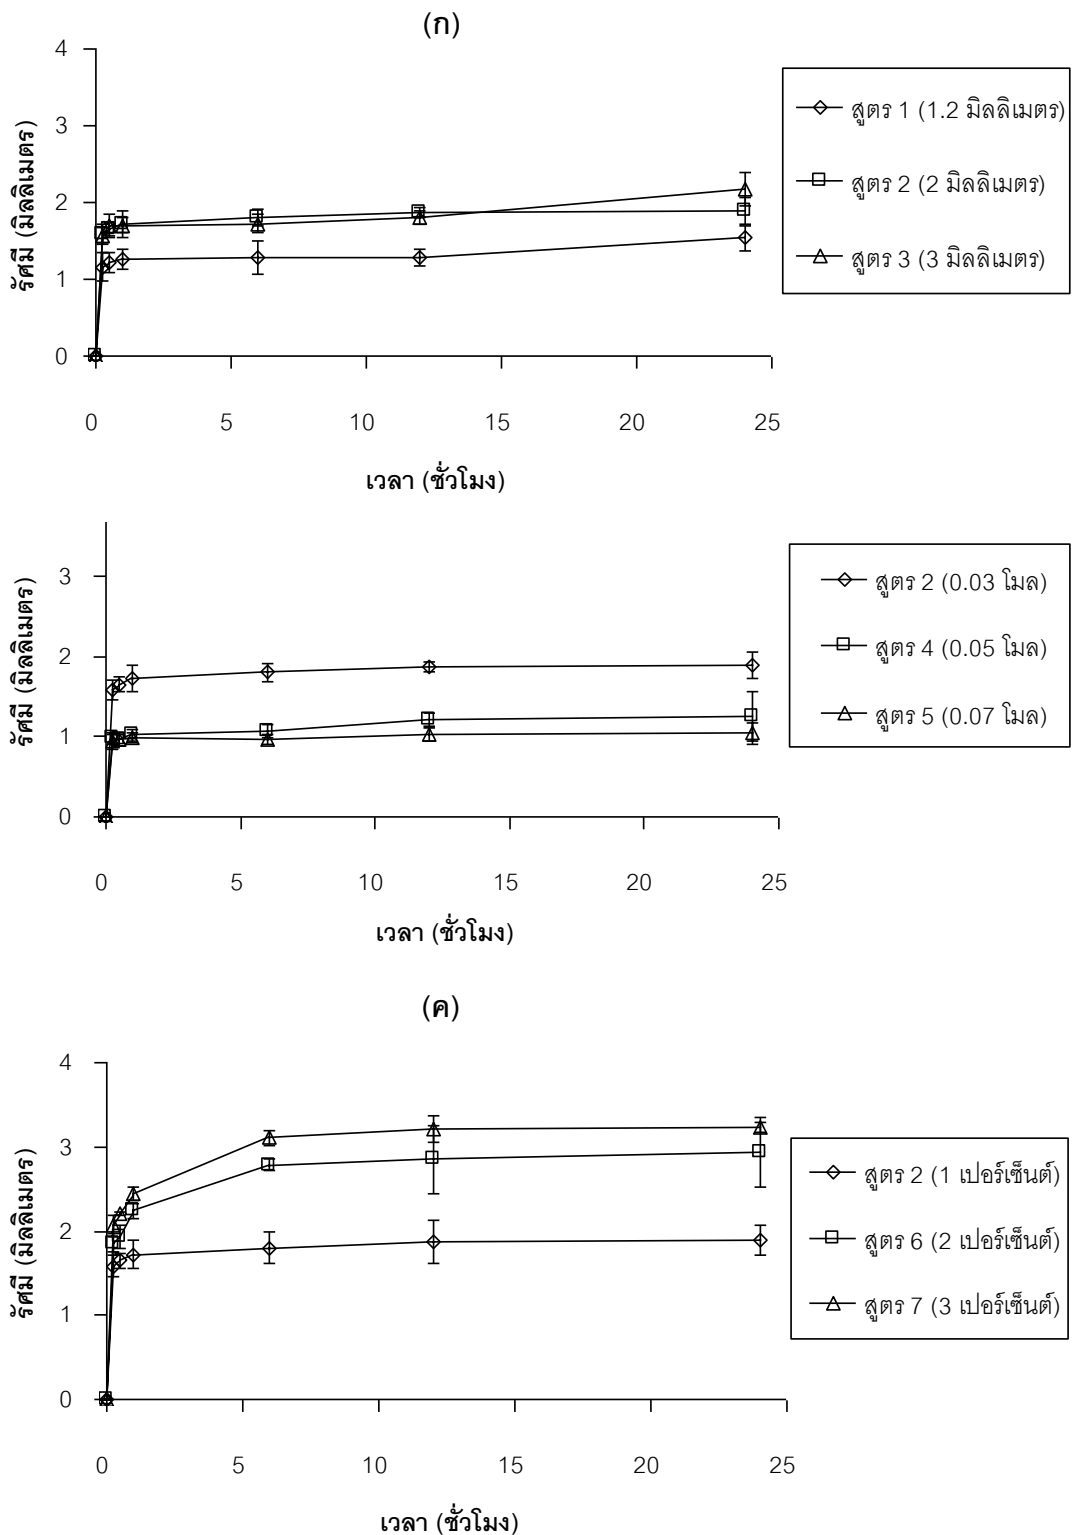 (ก)
4
3
2
1
0
รัศมี (มิลลิเมตร)
0 5 10 15 20 25
เวลา (ชั่วโมง)
สูตร 1 (1.2 มิลลิเมตร)
สูตร 2 (2 มิลลิเมตร)
สูตร 3 (3 มิลลิเมตร)
3
2
1
0
รัศมี (มิลลิเมตร)
0 5 10 15 20 25
เวลา (ชั่วโมง)
สูตร 2 (0.03 โมล)
สูตร 4 (0.05 โมล)
สูตร 5 (0.07 โมล)
(ค)
4
3
2
1
0
รัศมี (มิลลิเมตร)
0 5 10 15 20 25
เวลา (ชั่วโมง)
สูตร 2 (1 เปอร์เซ็นต์)
สูตร 6 (2 เปอร์เซ็นต์)
สูตร 7 (3 เปอร์เซ็นต์)